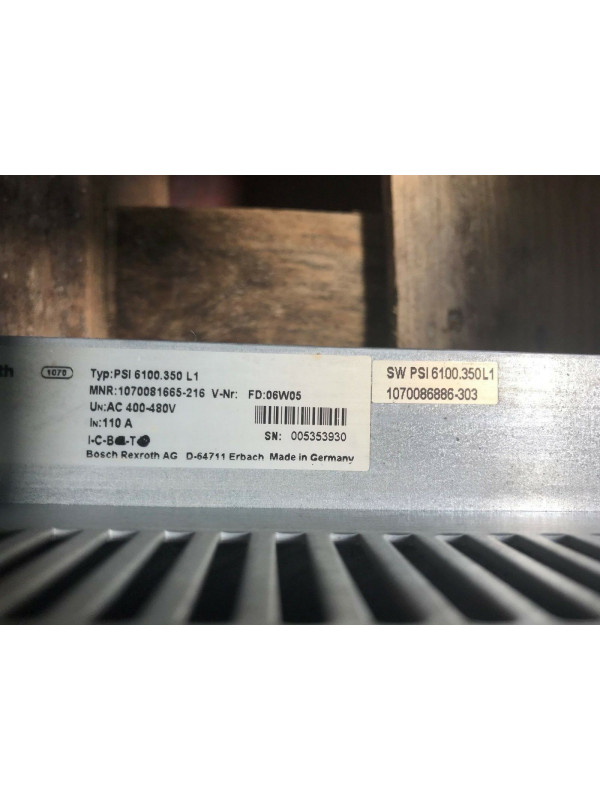 th
1070
Typ:PSI 6100.350 L1
MNR:1070081665-216 V-Nr: FD:06W05
UN:AC 400-480V
IN:110 A
SN: 005353930
Bosch Rexroth AG D-64711 Erbach Made in Germany
SW PSI 6100.350L1
1070086886-303